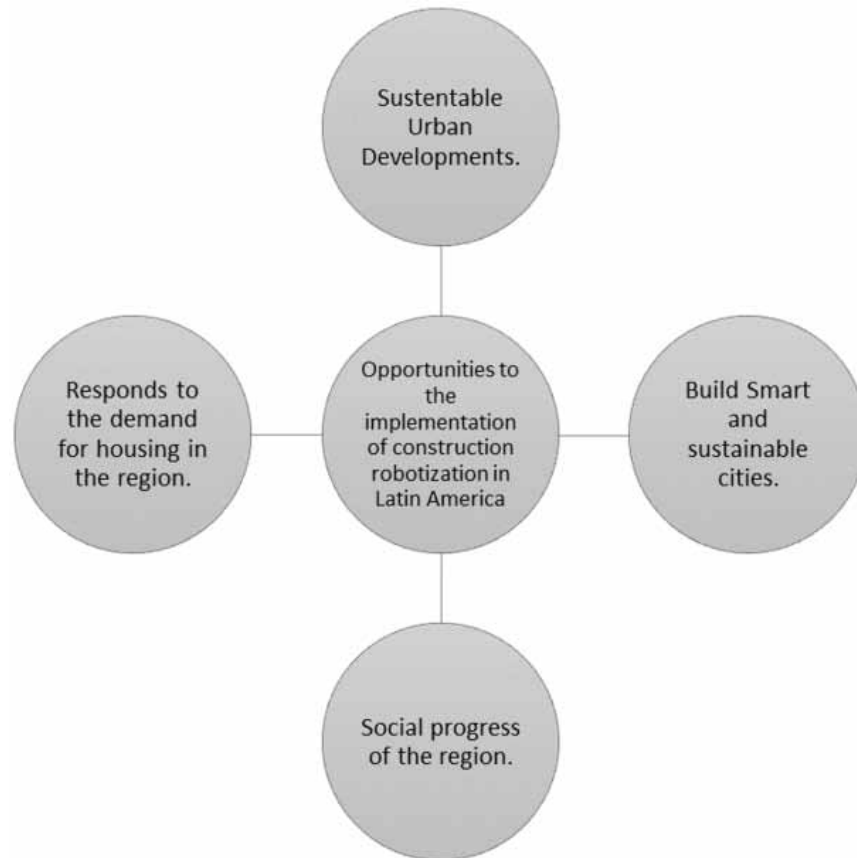 Sustentable
Urban
Developments.
Responds to
the demand
for housing in
the region.
Opportunities to
the
implementation
of construction
robotization in
Latin America
Build Smart
and
sustainable
cities.
Social progress
of the region.